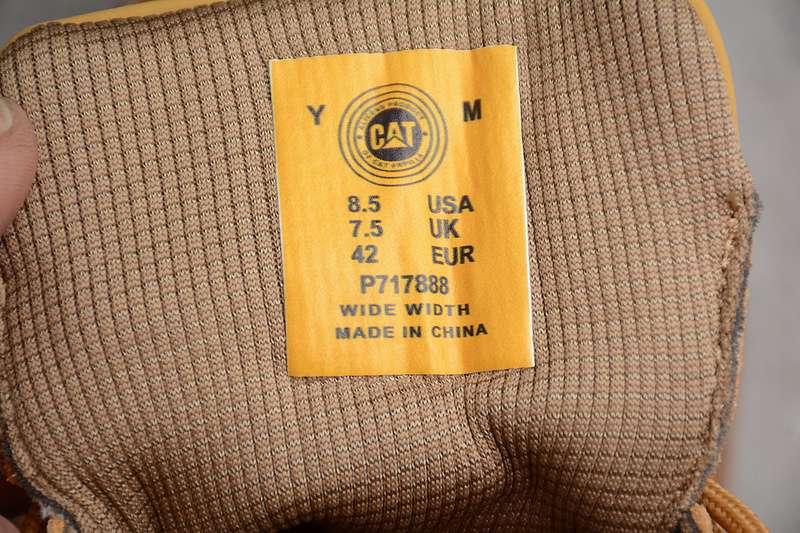 Y M
CAT
8.5 USA
7.5 UK
42 EUR
P717888
WIDE WIDTH
MADE IN CHINA